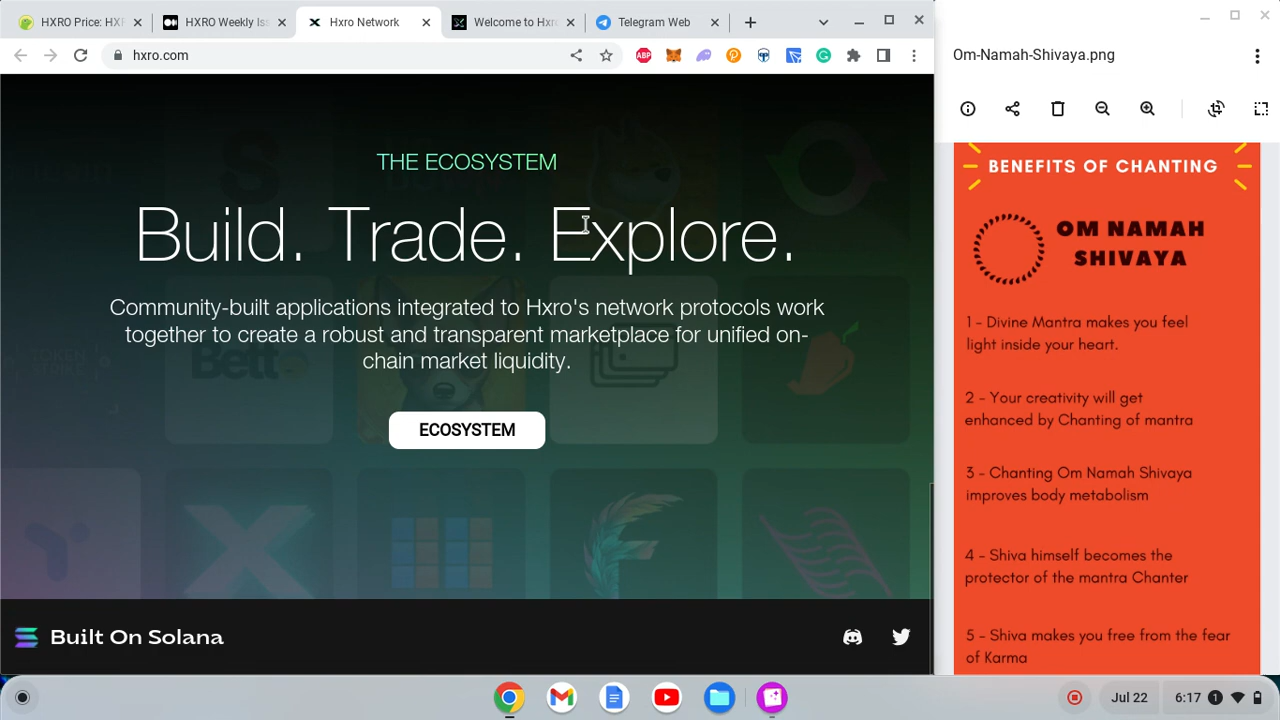 HXRO Price: HX
HXRO Weekly Iss
Hxro Network
Welcome to Hxr
Telegram Web
hxro.com
ABP
THE ECOSYSTEM
Build. Trade. Explore.
Community-built applications integrated to Hxro's network protocols work
together to create a robust and transparent marketplace for unified on-
chain market liquidity.
ECOSYSTEM
Built On Solana
Om-Namah-Shivaya.png
BENEFITS OF CHANTING
OM NAMAH
SHIVAYA
1 - Divine Mantra makes you feel
light inside your heart.
2 - Your creativity will get
enhanced by Chanting of mantra
3 - Chanting Om Namah Shivaya
improves body metabolism
4 - Shiva himself becomes the
protector of the mantra Chanter
5 - Shiva makes you free from the fear
of Karma
Jul 22
6:17
1